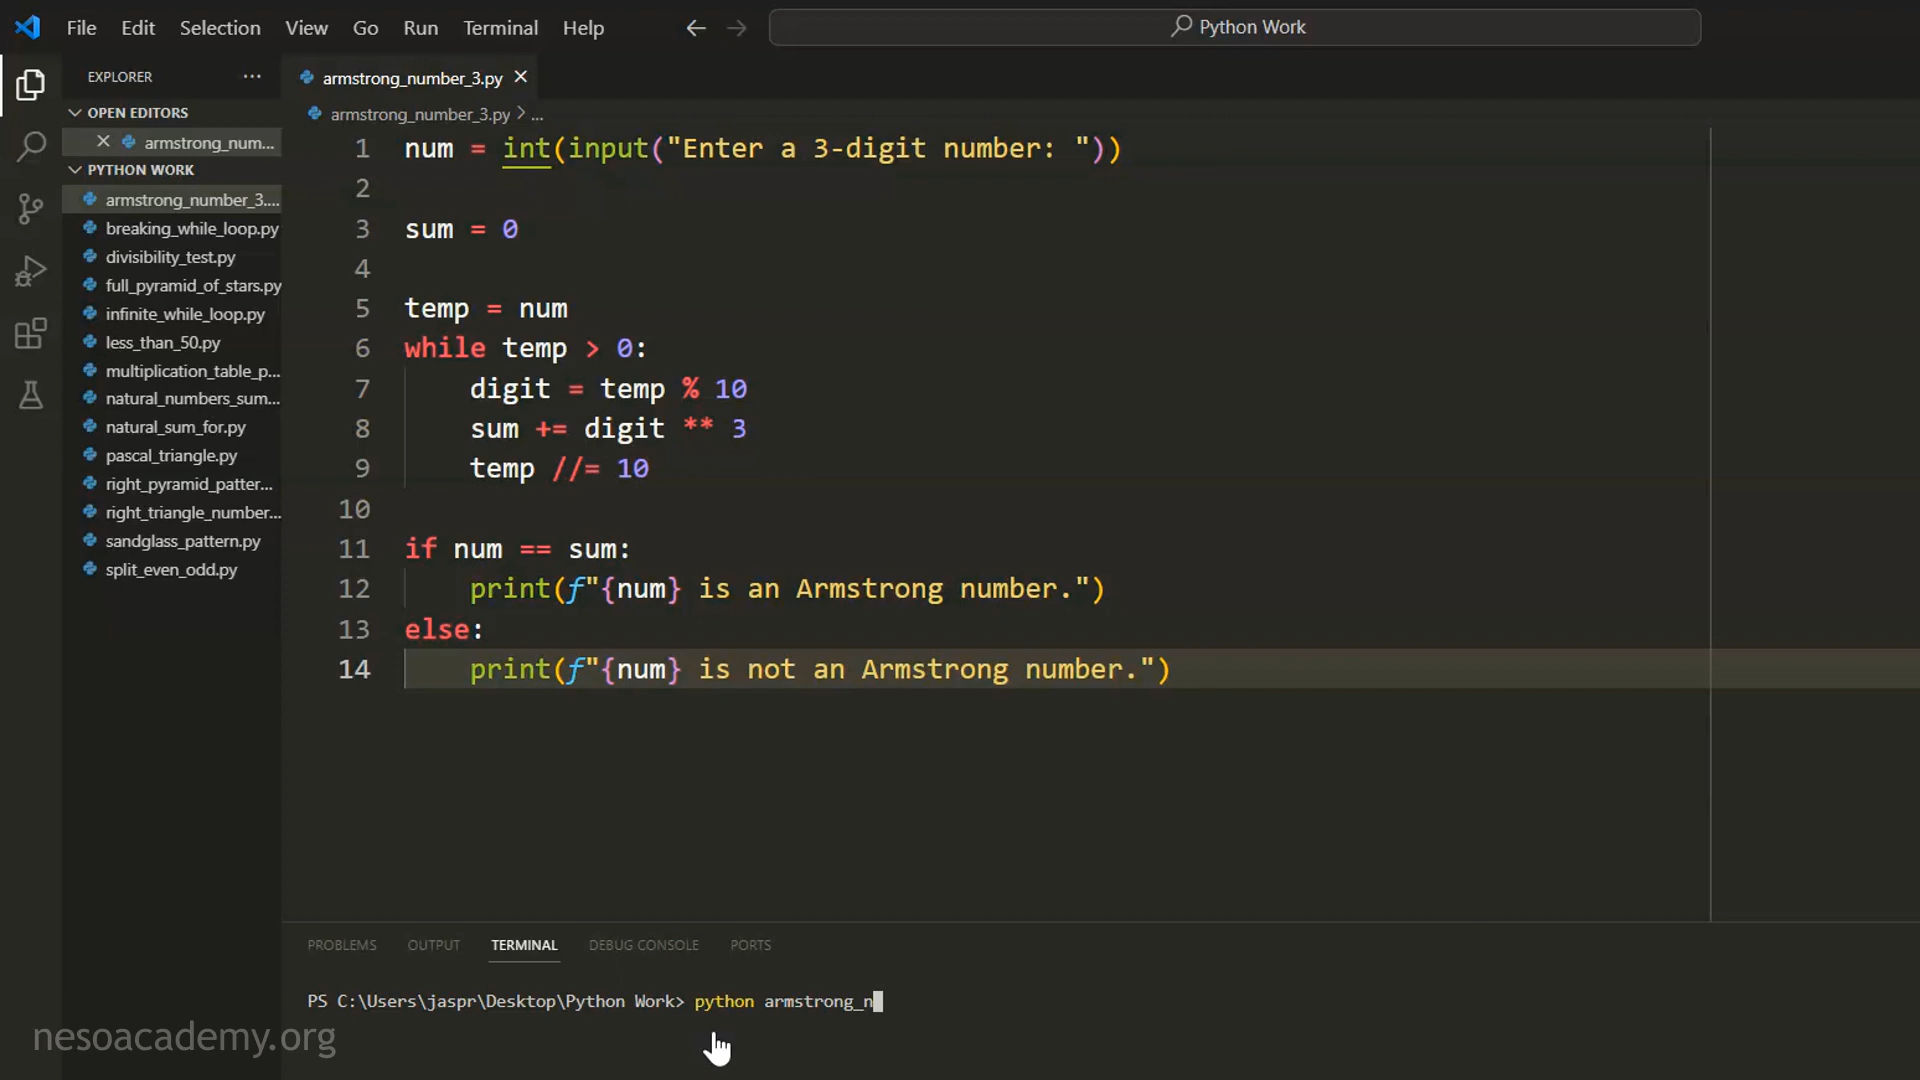 File Edit Selection View Go Run Terminal Help
Python Work
EXPLORER ...
armstrong_number_3.py
OPEN EDITORS
armstrong_num...
armstrong_number_3.py > ...
PYTHON WORK
armstrong_number_3....
breaking_while_loop.py
divisibility_test.py
full_pyramid_of_stars.py
infinite_while_loop.py
less_than_50.py
multiplication_table_p...
natural_numbers_sum...
natural_sum_for.py
pascal_triangle.py
right_pyramid_patter...
right_triangle_number...
sandglass_pattern.py
split_even_odd.py
1 num = int(input("Enter a 3-digit number: "))
2
3 sum = 0
4
5 temp = num
6 while temp > 0:
7     digit = temp % 10
8     sum += digit ** 3
9     temp //= 10
10
11 if num == sum:
12     print(f"{num} is an Armstrong number.")
13 else:
14     print(f"{num} is not an Armstrong number.")
PROBLEMS OUTPUT TERMINAL DEBUG CONSOLE PORTS
PS C:\Users\jaspr\Desktop\Python Work> python armstrong_n
nesoacademy.org